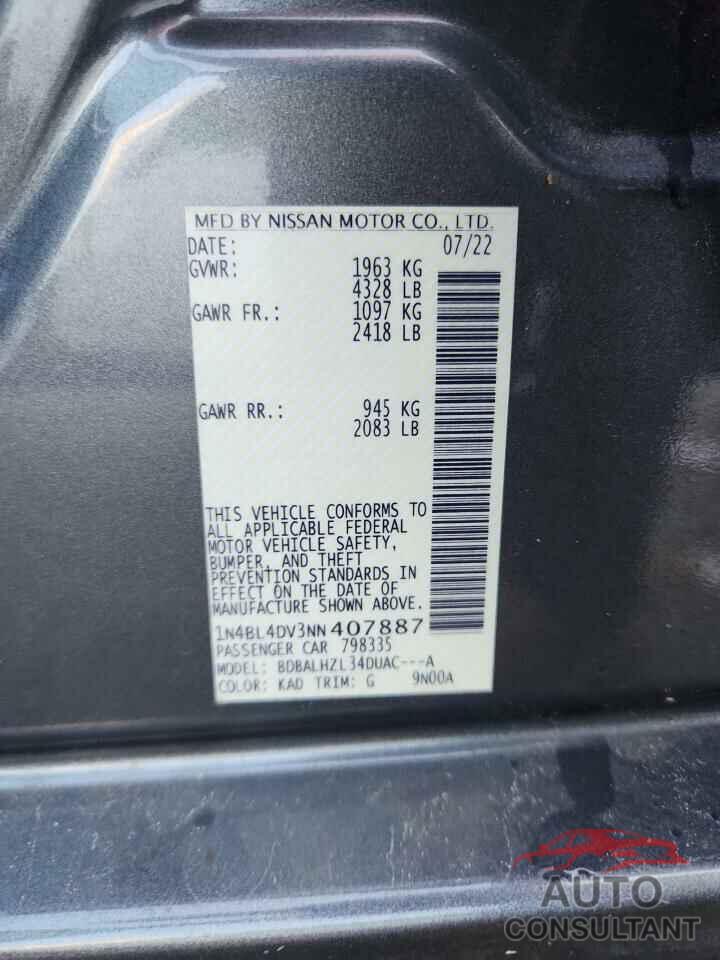 MFD BY NISSAN MOTOR CO., LTD.
DATE: 07/22
GVWR: 1963 KG
4328 LB
GAWR FR.: 1097 KG
2418 LB
GAWR RR.: 945 KG
2083 LB
THIS VEHICLE CONFORMS TO
ALL APPLICABLE FEDERAL
MOTOR VEHICLE SAFETY,
BUMPER, AND THEFT
PREVENTION STANDARDS IN
EFFECT ON THE DATE OF
MANUFACTURE SHOWN ABOVE.
1N4BL4DV3NN407887
PASSENGER CAR 798335
MODEL: BDBALHZL34DUAC---A
COLOR: KAD TRIM: G 9N00A
AUTO
CONSULTANT